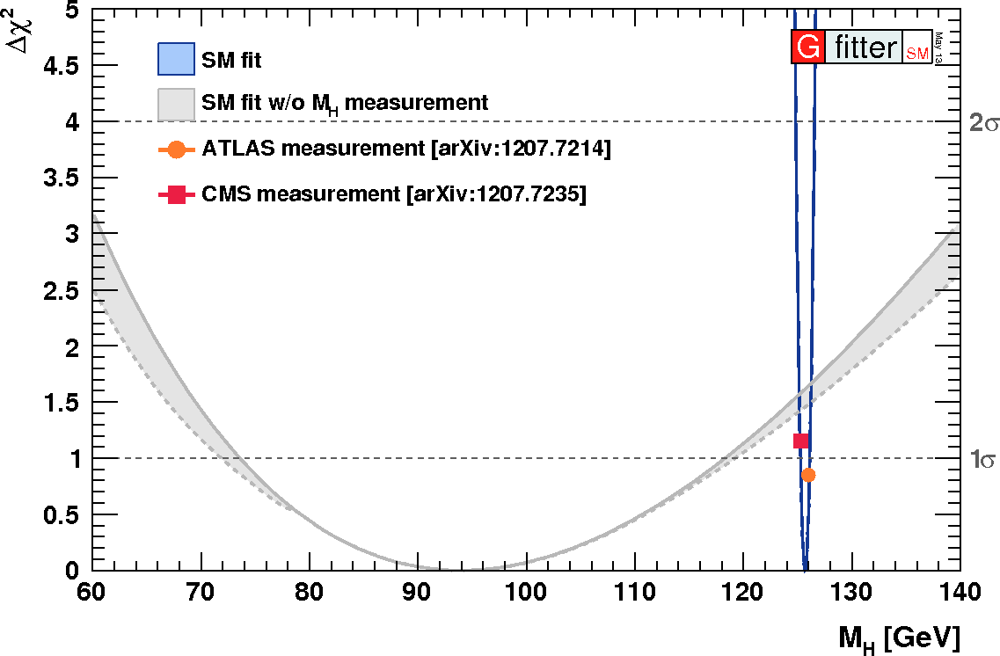 Δχ²
5
4.5
4
3.5
3
2.5
2
1.5
1
0.5
0
SM fit
SM fit w/o M_H measurement
ATLAS measurement [arXiv:1207.7214]
CMS measurement [arXiv:1207.7235]
G fitter SM
May 13
2σ
1σ
60 70 80 90 100 110 120 130 140
M_H [GeV]